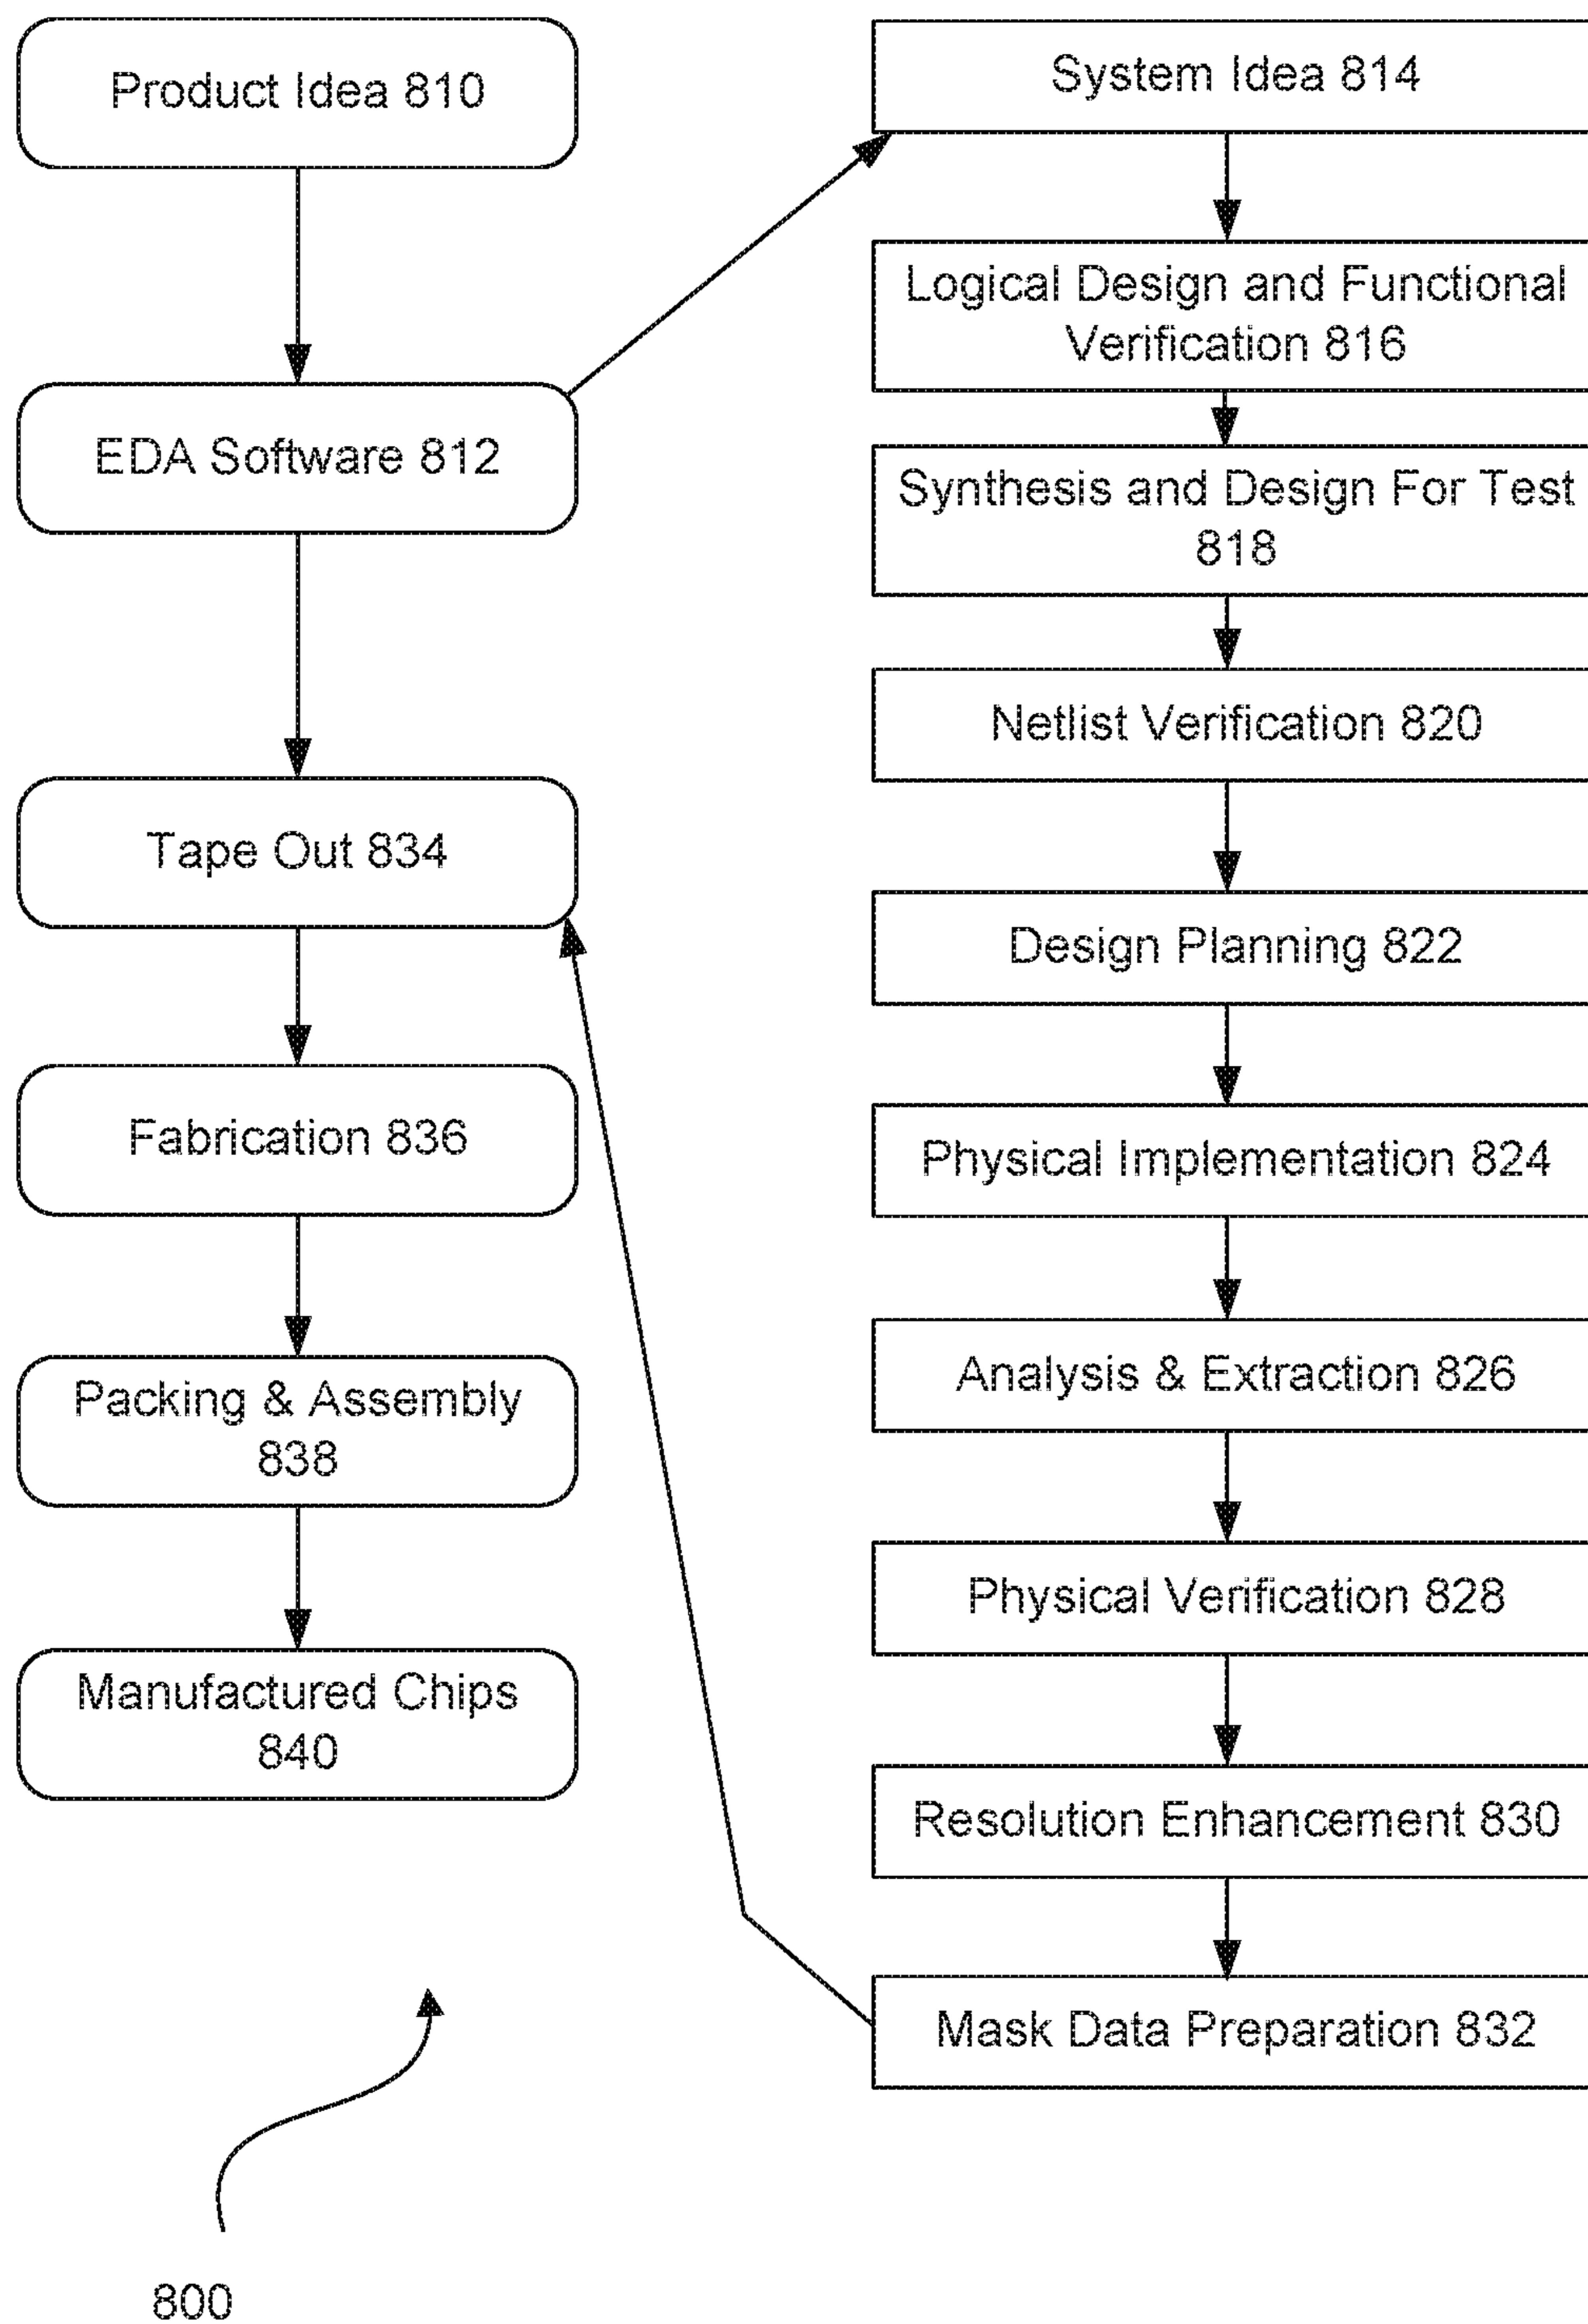 Product Idea 810
EDA Software 812
Tape Out 834
Fabrication 836
Packing & Assembly
838
Manufactured Chips
840
System Idea 814
Logical Design and Functional
Verification 816
Synthesis and Design For Test
818
Netlist Verification 820
Design Planning 822
Physical Implementation 824
Analysis & Extraction 826
Physical Verification 828
Resolution Enhancement 830
Mask Data Preparation 832
800